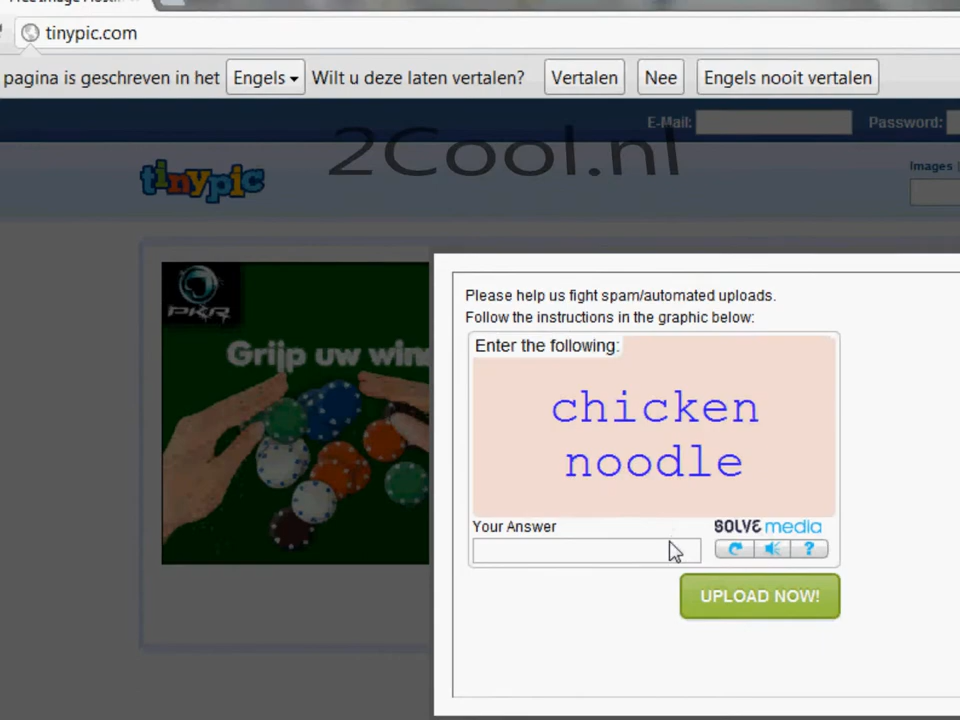 tinypic.com
pagina is geschreven in het Engels Wilt u deze laten vertalen? Vertalen Nee Engels nooit vertalen
E-Mail: Password:
2Cool.nl
Images
tinypic
PKR
Grijp uw win
Please help us fight spam/automated uploads.
Follow the instructions in the graphic below:
Enter the following:
chicken
noodle
Your Answer
SOLVE media
?
UPLOAD NOW!